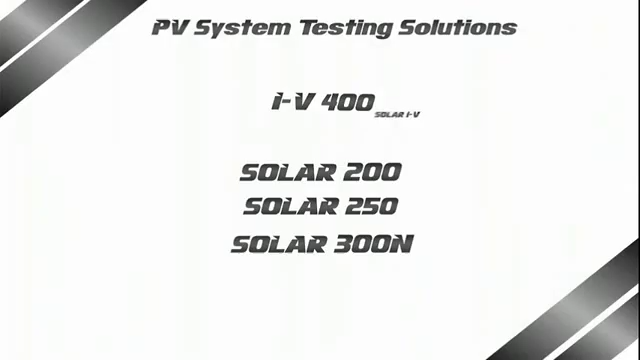 PV System Testing Solutions
I-V 400
SOLAR I-V
SOLAR 200
SOLAR 250
SOLAR 300N